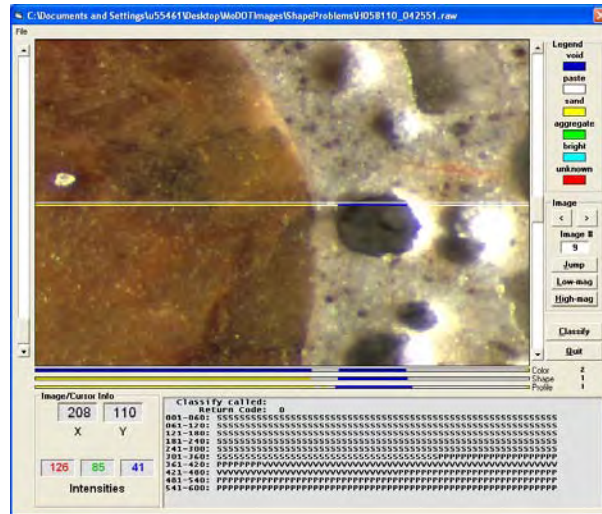 C:\Documents and Settings\u55461\Desktop\MoDOTImages\ShapeProblems\H058110_042551.raw
File
Legend
void
paste
sand
aggregate
bright
unknown
Image
< >
Image #
9
Jump
Low-mag
High-mag
Classify
Quit
Color 2
Shape 1
Profile 1
Image/Cursor Info
208 110
X Y
126 85 41
Intensities
Classify called:
Return Code: 0
001-060: SSSSSSSSSSSSSSSSSSSSSSSSSSSSSSSSSSSSSSSSSSSSSSSSSSSSSSSSSSSS
061-120: SSSSSSSSSSSSSSSSSSSSSSSSSSSSSSSSSSSSSSSSSSSSSSSSSSSSSSSSSSSS
121-180: SSSSSSSSSSSSSSSSSSSSSSSSSSSSSSSSSSSSSSSSSSSSSSSSSSSSSSSSSSSS
181-240: SSSSSSSSSSSSSSSSSSSSSSSSSSSSSSSSSSSSSSSSSSSSSSSSSSSSSSSSSSSS
241-300: SSSSSSSSSSSSSSSSSSSSSSSSSSSSSSSSSSSSSSSSSSSSSSSSSSSSSSSSSSSS
301-360:
361-420:
421-480:
481-540: PPPPPPPPPPPPPPPPPPPPPPPPPPPPPPPPPPPPPPPPPPPPPPPPPPPPPPPPPPPP
541-600: PPPPPPPPPPPPPPPPPPPPPPPPPPPPPPPPPPPPPPPPPPPPPPPPPPPPPPPPPPPP